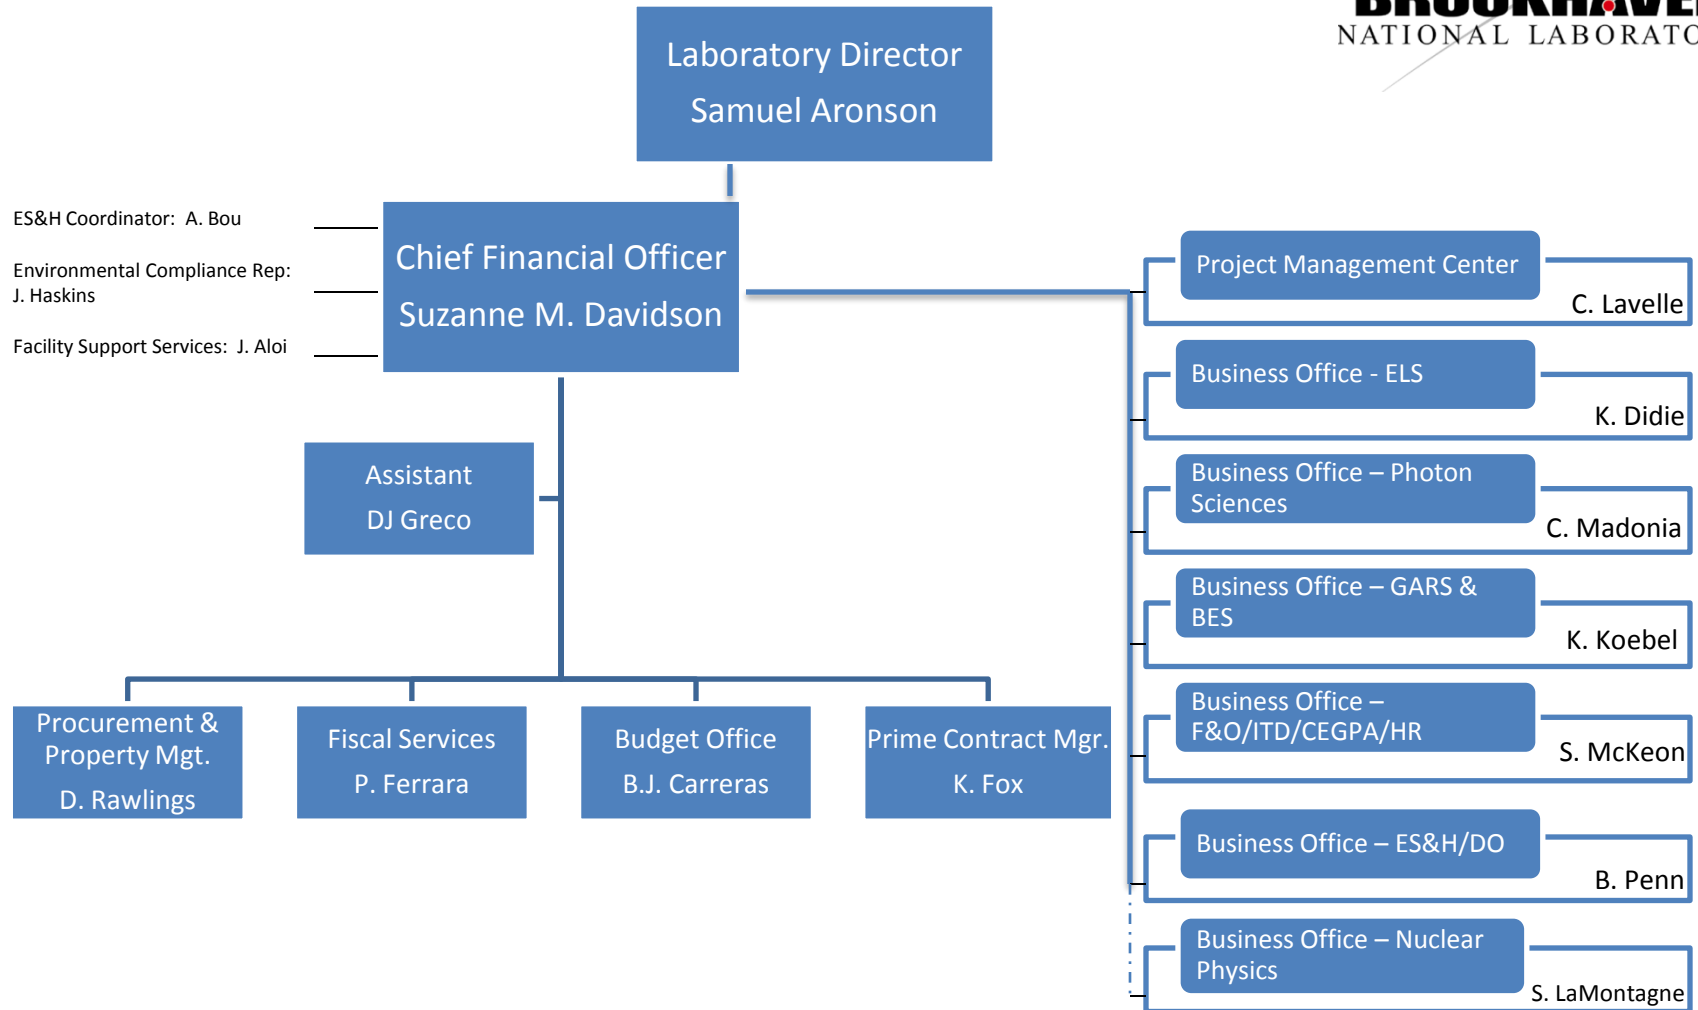 BROOKHAVEN
NATIONAL LABORATO
Laboratory Director
Samuel Aronson
ES&H Coordinator: A. Bou
Environmental Compliance Rep:
J. Haskins
Facility Support Services: J. Aloi
Chief Financial Officer
Suzanne M. Davidson
Assistant
DJ Greco
Procurement &
Property Mgt.
D. Rawlings
Fiscal Services
P. Ferrara
Budget Office
B.J. Carreras
Prime Contract Mgr.
K. Fox
Project Management Center
C. Lavelle
Business Office - ELS
K. Didie
Business Office – Photon
Sciences
C. Madonia
Business Office – GARS &
BES
K. Koebel
Business Office –
F&O/ITD/CEGPA/HR
S. McKeon
Business Office – ES&H/DO
B. Penn
Business Office – Nuclear
Physics
S. LaMontagne